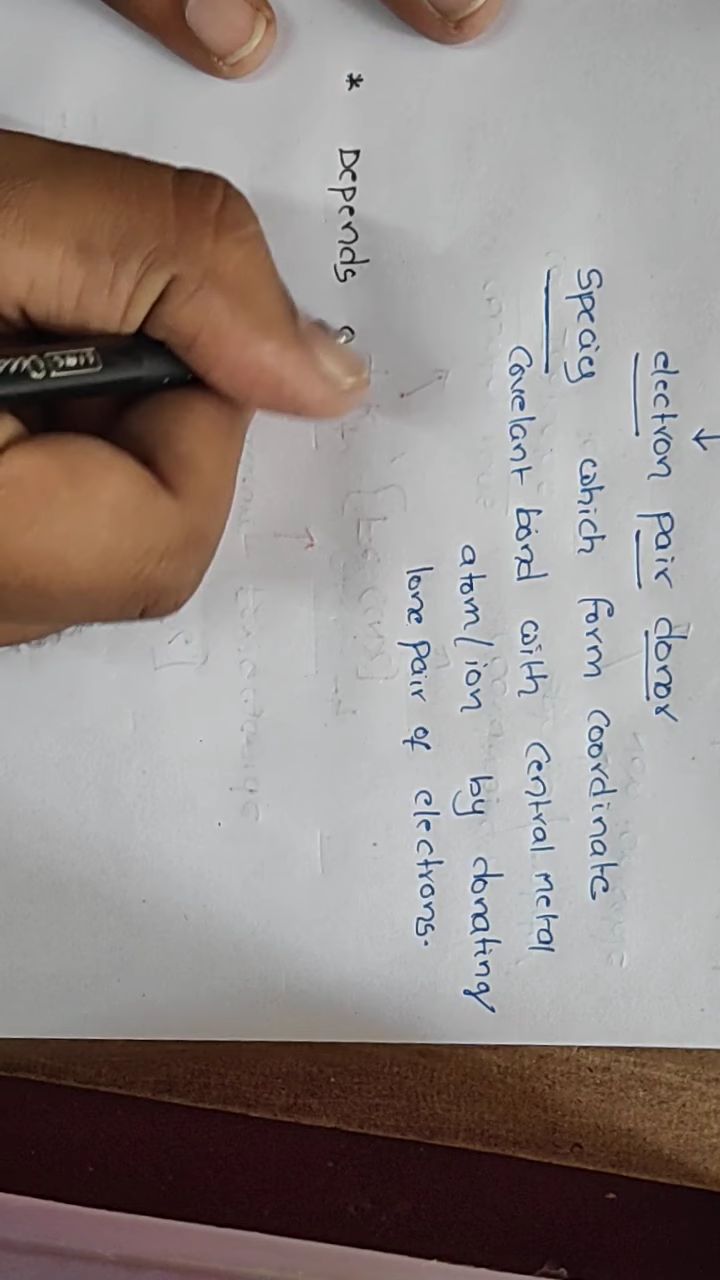 ↓
electron pair donor
Specig which form coordinate
covelant bond with central metal
atom/ion by donating
lone pair of electrons.
* Depends o